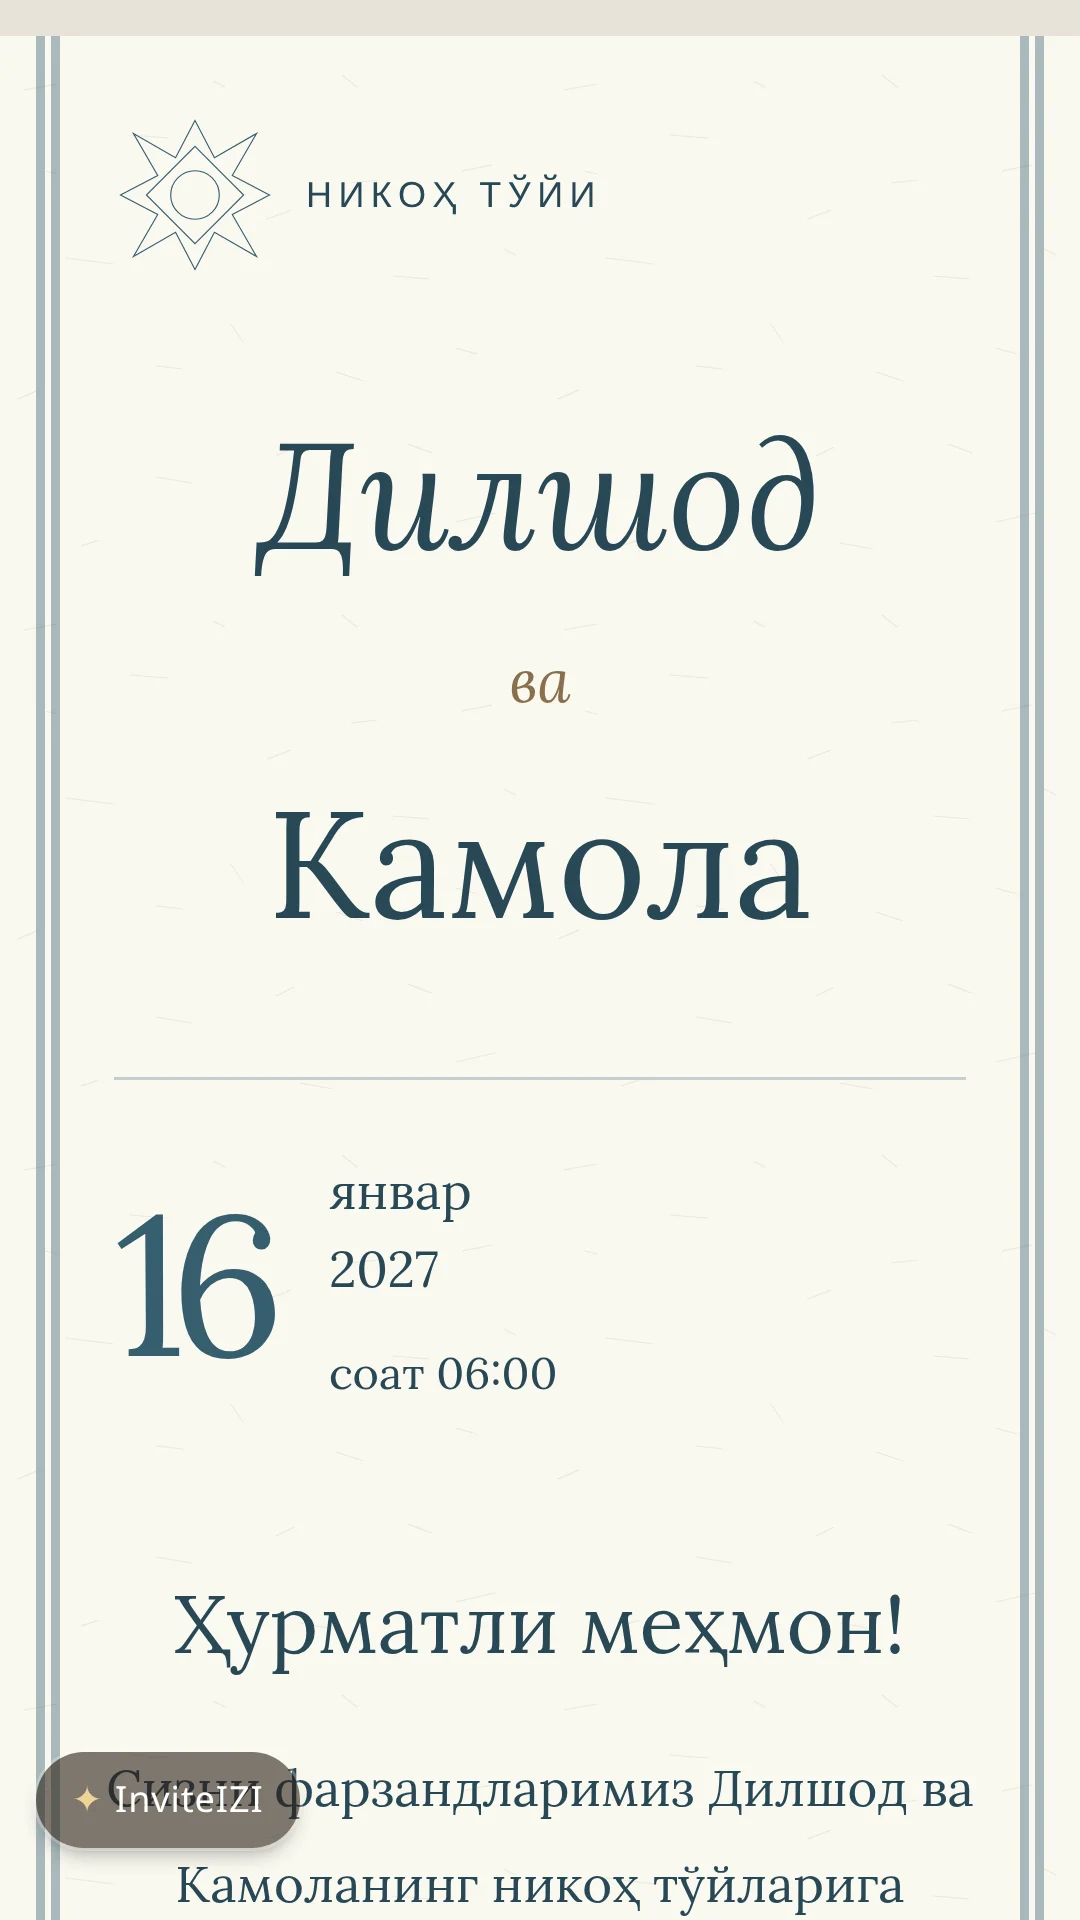 НИКОҲ ТЎЙИ
Дилшод
ва
Камола
16
январ
2027
соат 06:00
Ҳурматли меҳмон!
Сизни фарзандларимиз Дилшод ва
✦ InviteIZI
Камоланинг никоҳ тўйларига